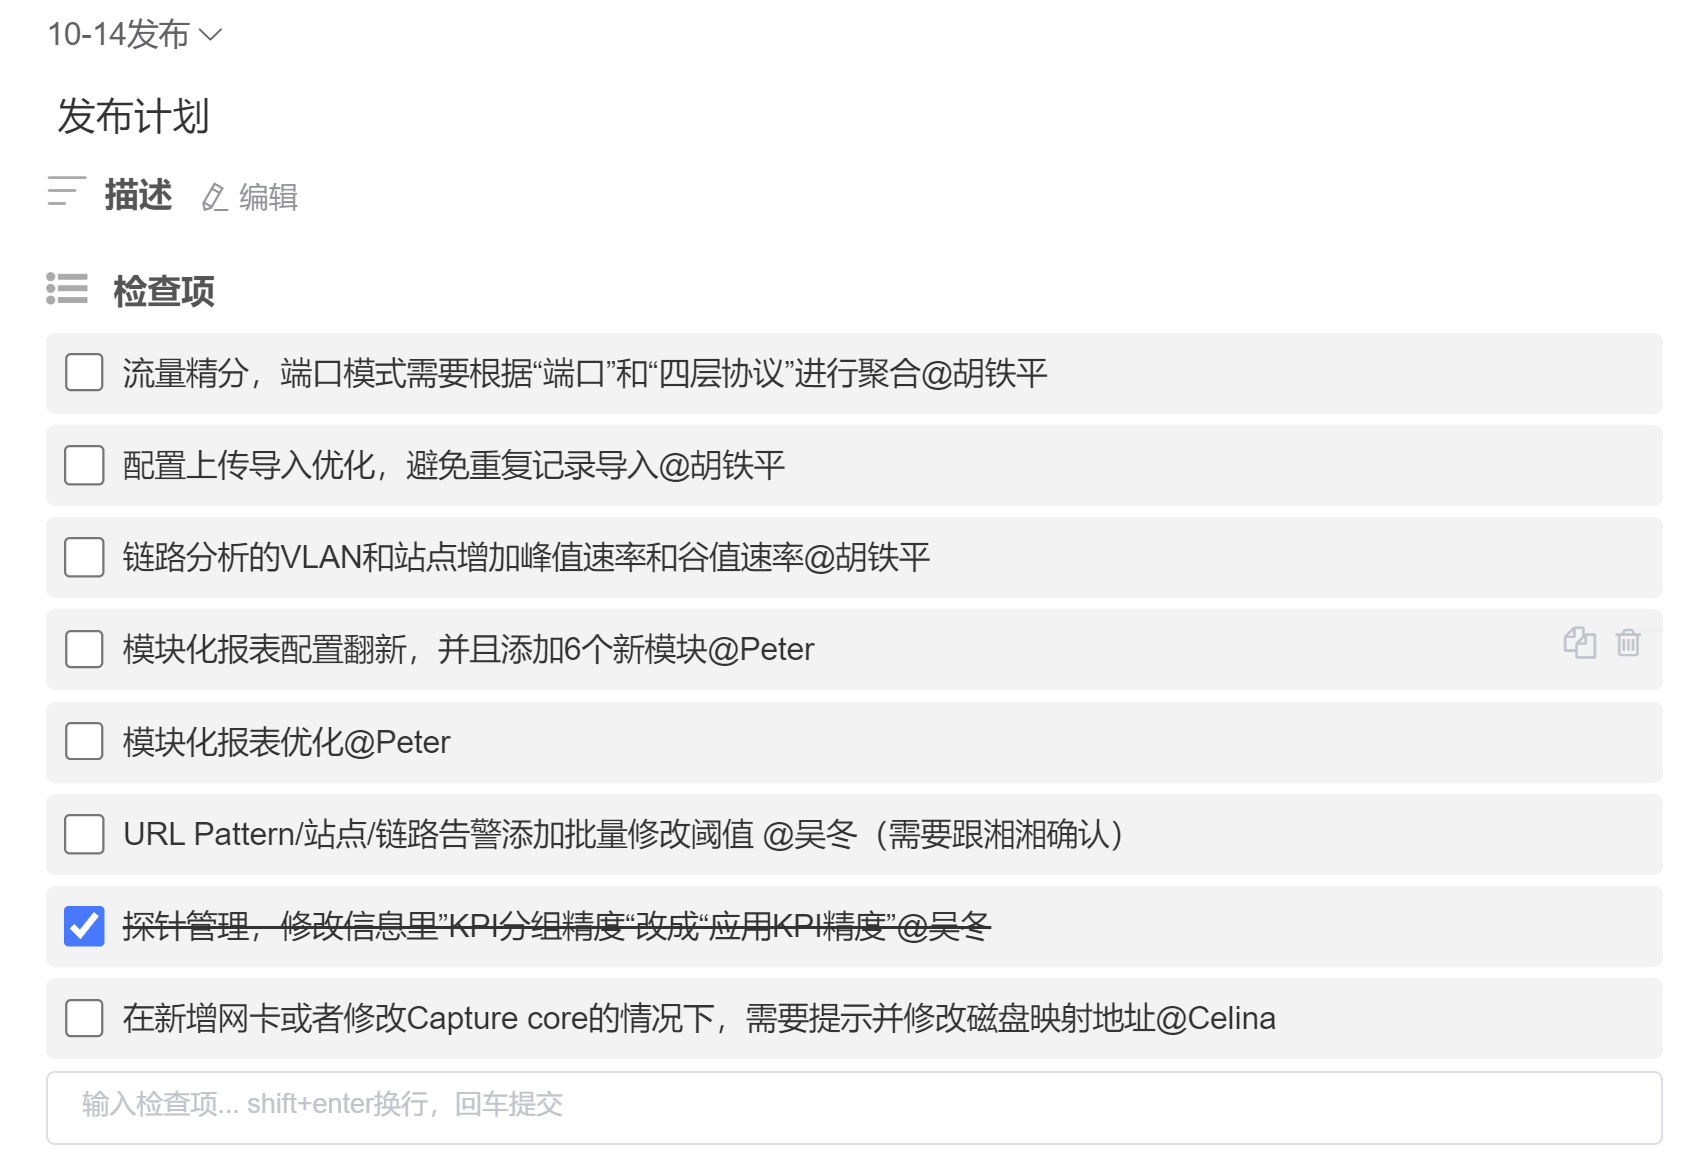 10-14发布
发布计划
描述 编辑
检查项
流量精分，端口模式需要根据“端口”和“四层协议”进行聚合@胡铁平
配置上传导入优化，避免重复记录导入@胡铁平
链路分析的VLAN和站点增加峰值速率和谷值速率@胡铁平
模块化报表配置翻新，并且添加6个新模块@Peter
模块化报表优化@Peter
URL Pattern/站点/链路告警添加批量修改阈值 @吴冬（需要跟湘湘确认）
探针管理，修改信息里”KPI分组精度“改成“应用KPI精度”@吴冬
在新增网卡或者修改Capture core的情况下，需要提示并修改磁盘映射地址@Celina
输入检查项... shift+enter换行，回车提交